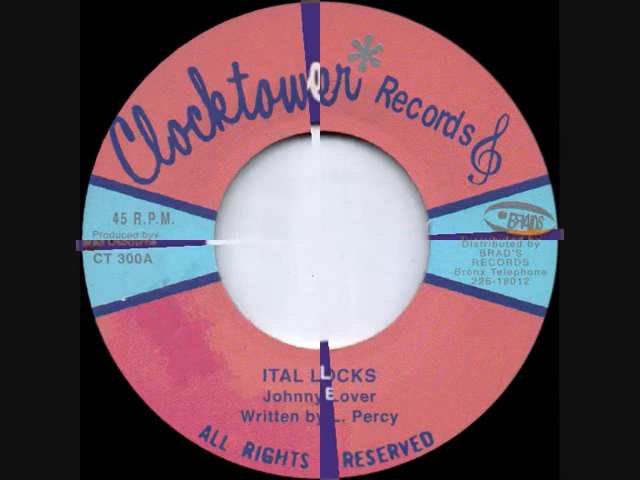 Clocktower Records
45 R.P.M.
Produced by
CT 300A
BRAD'S
Distributed by
BRAD'S
RECORDS
Bronx Telephone
226-18012
ITAL LOCKS
Johnny Lover
Written by L. Percy
ALL RIGHTS RESERVED